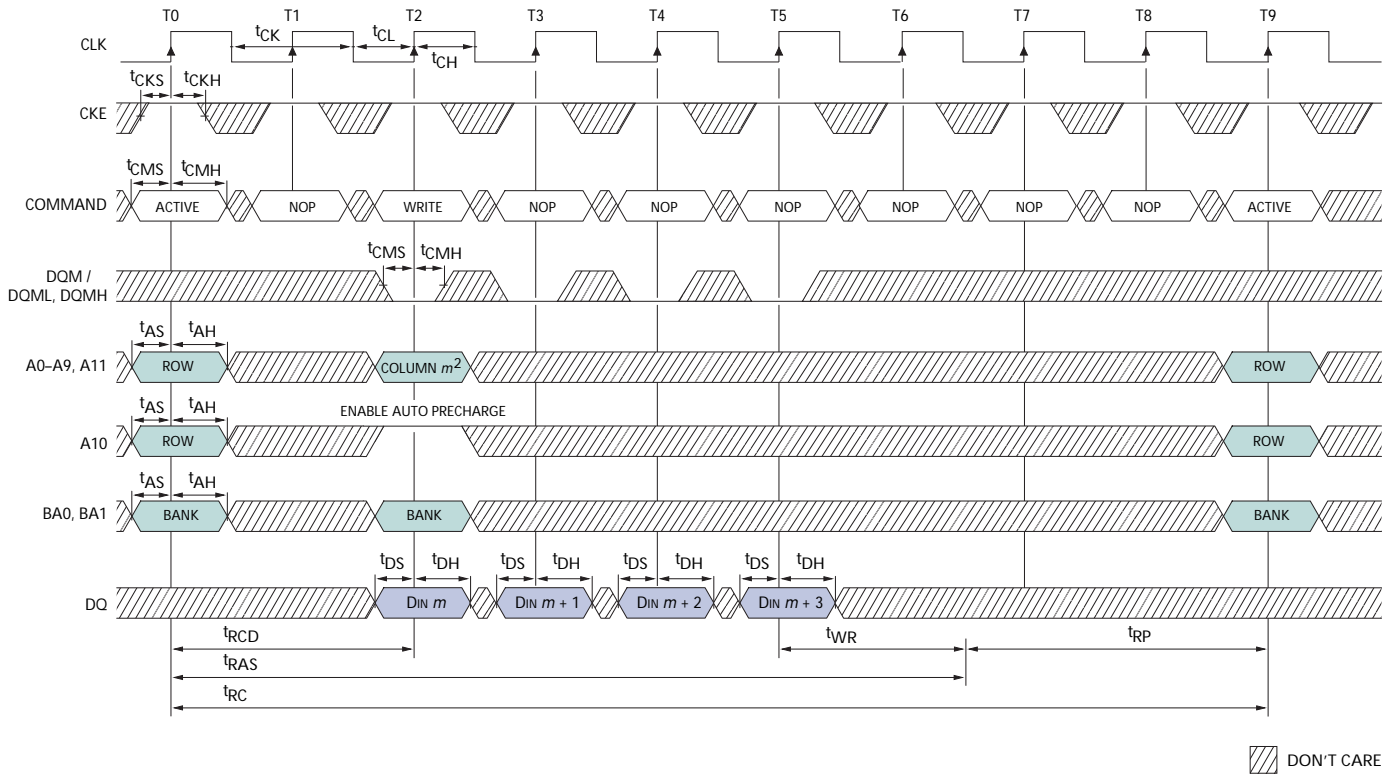 T0 T1 T2 T3 T4 T5 T6 T7 T8 T9
CLK tCK tCL tCH
tCKS tCKH
CKE
tCMS tCMH
COMMAND ACTIVE NOP WRITE NOP NOP NOP NOP NOP NOP ACTIVE
tCMS tCMH
DQM /
DQML, DQMH
tAS tAH
A0–A9, A11 ROW COLUMN m2 ROW
tAS tAH ENABLE AUTO PRECHARGE
A10 ROW ROW
tAS tAH
BA0, BA1 BANK BANK BANK
tDS tDH tDS tDH tDS tDH tDS tDH
DQ DIN m DIN m + 1 DIN m + 2 DIN m + 3
tRCD tWR tRP
tRAS
tRC
DON'T CARE